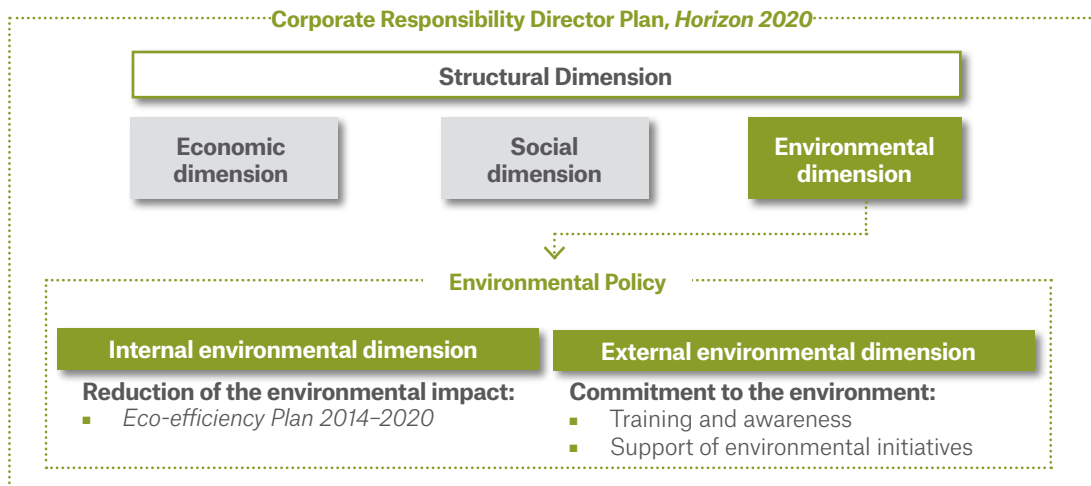 Corporate Responsibility Director Plan, Horizon 2020
Structural Dimension
Economic
dimension
Social
dimension
Environmental
dimension
Environmental Policy
Internal environmental dimension
Reduction of the environmental impact:
▪ Eco-efficiency Plan 2014–2020
External environmental dimension
Commitment to the environment:
▪ Training and awareness
▪ Support of environmental initiatives